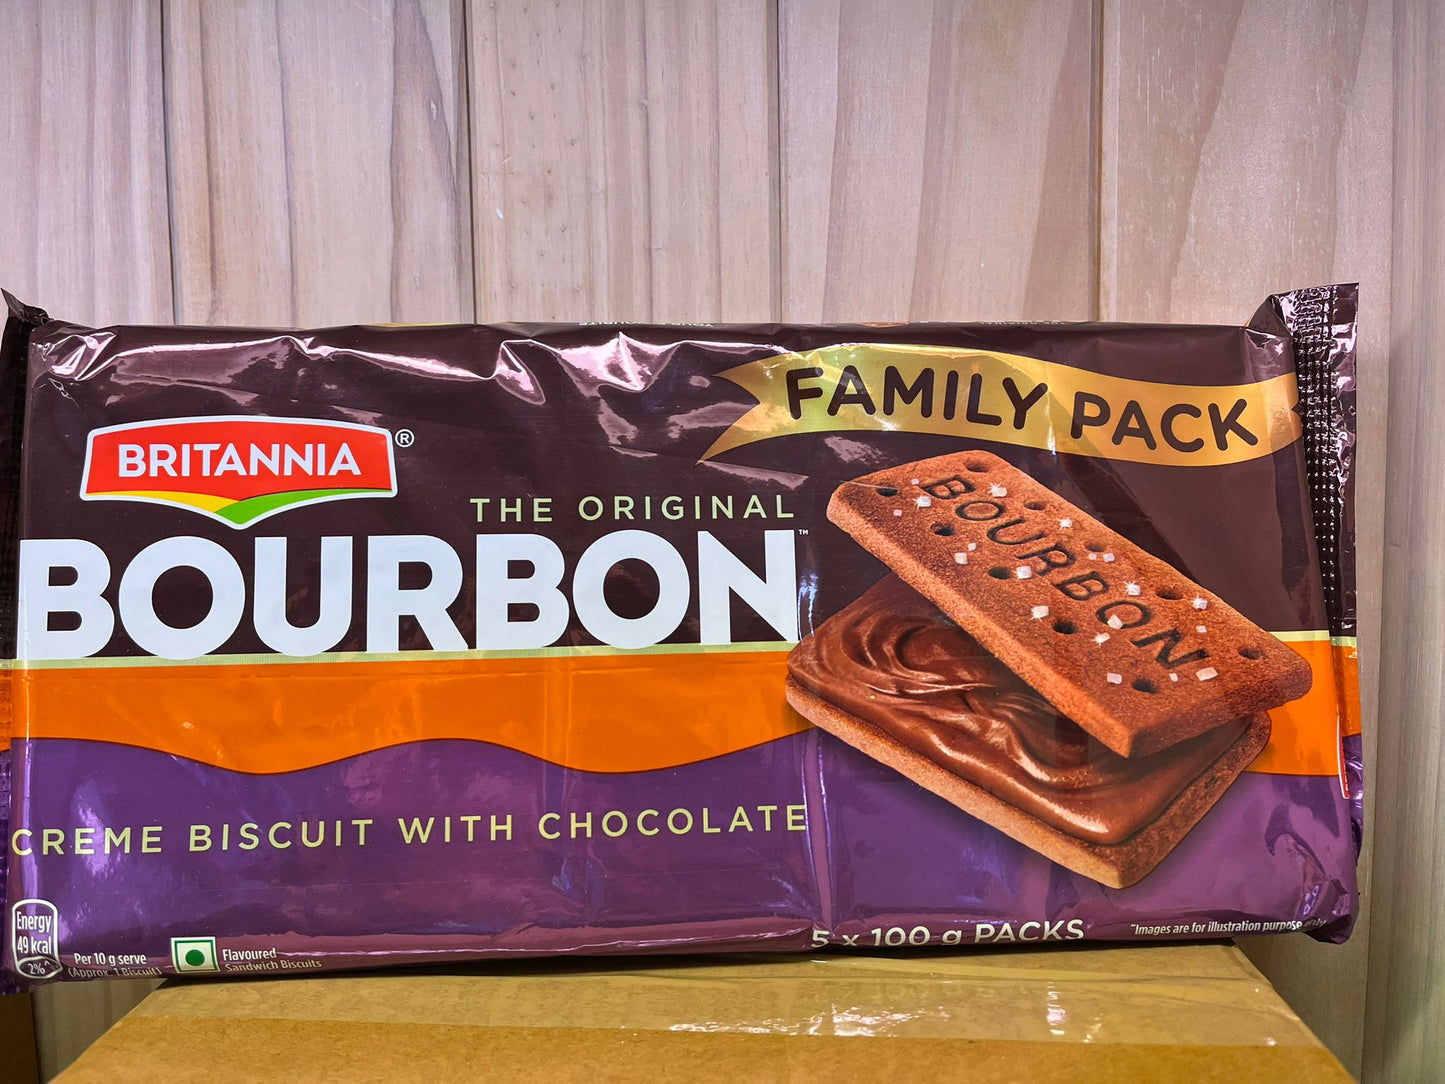 FAMILY PACK
BRITANNIA ®
THE ORIGINAL
BOURBON™
BOURBON
CREME BISCUIT WITH CHOCOLATE
Energy
49 kcal
2%^
Per 10 g serve
(Approx. 1 Biscuit)
Flavoured
Sandwich Biscuits
5 x 100 g PACKS
Images are for illustration purpose only